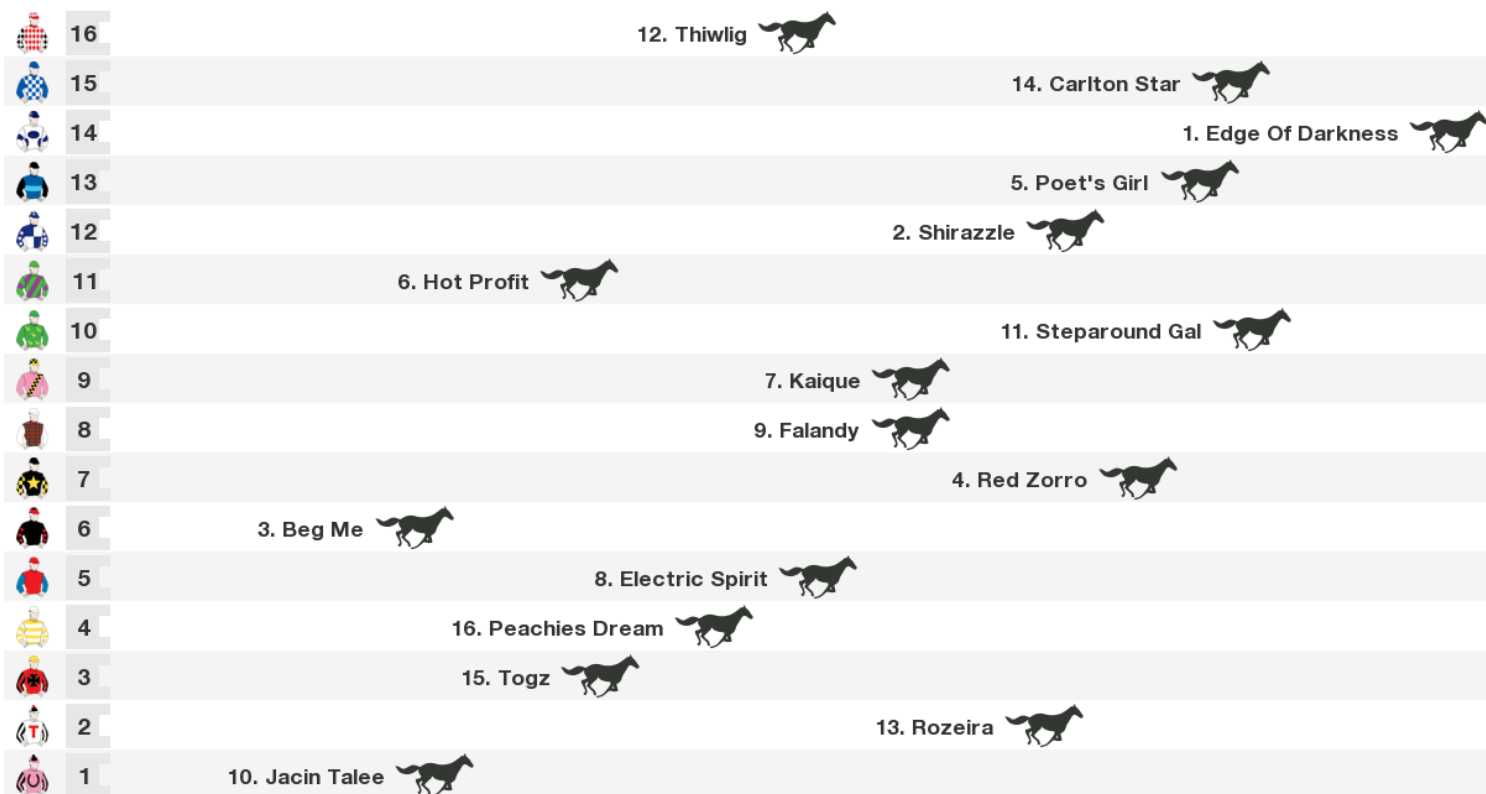 16 12. Thiwlig
15 14. Carlton Star
14 1. Edge Of Darkness
13 5. Poet's Girl
12 2. Shirazzle
11 6. Hot Profit
10 11. Steparound Gal
9 7. Kaique
8 9. Falandy
7 4. Red Zorro
6 3. Beg Me
5 8. Electric Spirit
4 16. Peachies Dream
3 15. Togz
T 2 13. Rozeira
1 10. Jacin Talee